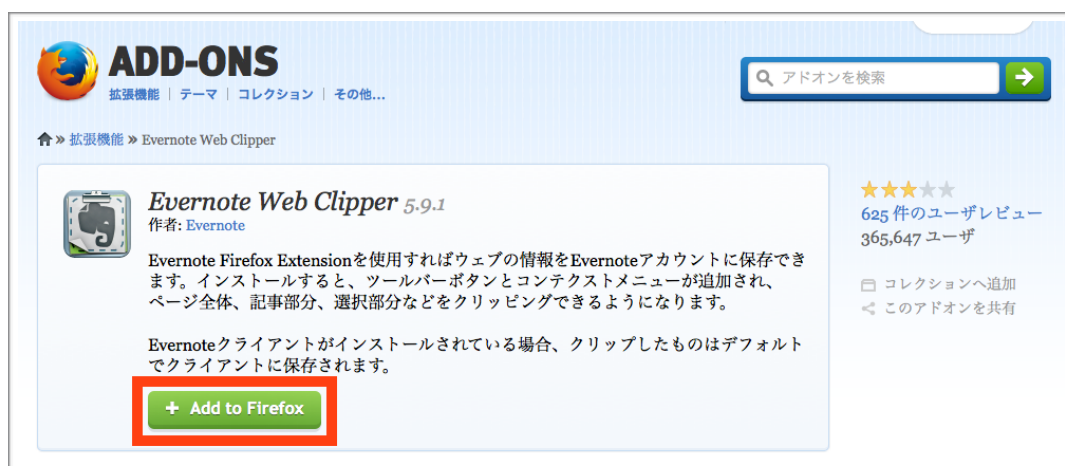 ADD-ONS
拡張機能 | テーマ | コレクション | その他...
アドオンを検索
» 拡張機能 » Evernote Web Clipper
Evernote Web Clipper 5.9.1
作者: Evernote
Evernote Firefox Extensionを使用すればウェブの情報をEvernoteアカウントに保存でき
ます。インストールすると、ツールバーボタンとコンテクストメニューが追加され、
ページ全体、記事部分、選択部分などをクリッピングできるようになります。
Evernoteクライアントがインストールされている場合、クリップしたものはデフォルト
でクライアントに保存されます。
+ Add to Firefox
625 件のユーザレビュー
365,647 ユーザ
コレクションへ追加
このアドオンを共有